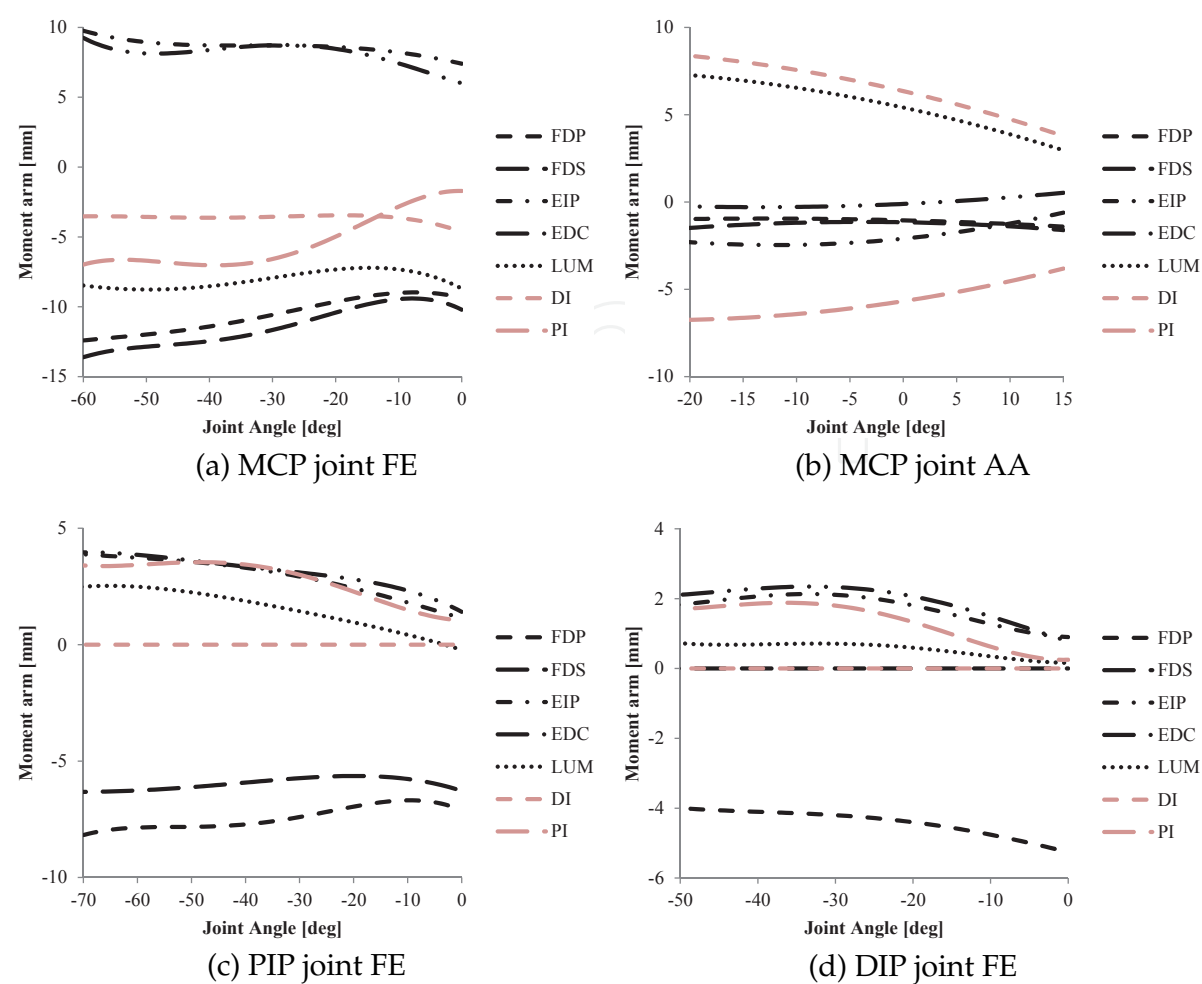 10
5
0
-5
-10
-15
-60 -50 -40 -30 -20 -10 0
Moment arm [mm]
Joint Angle [deg]
FDP
FDS
EIP
EDC
LUM
DI
PI
(a) MCP joint FE
10
5
0
-5
-10
-20 -15 -10 -5 0 5 10 15
Moment arm [mm]
Joint Angle [deg]
FDP
FDS
EIP
EDC
LUM
DI
PI
(b) MCP joint AA
5
0
-5
-10
-70 -60 -50 -40 -30 -20 -10 0
Moment arm [mm]
Joint Angle [deg]
FDP
FDS
EIP
EDC
LUM
DI
PI
(c) PIP joint FE
4
2
0
-2
-4
-6
-50 -40 -30 -20 -10 0
Moment arm [mm]
Joint Angle [deg]
FDP
FDS
EIP
EDC
LUM
DI
PI
(d) DIP joint FE